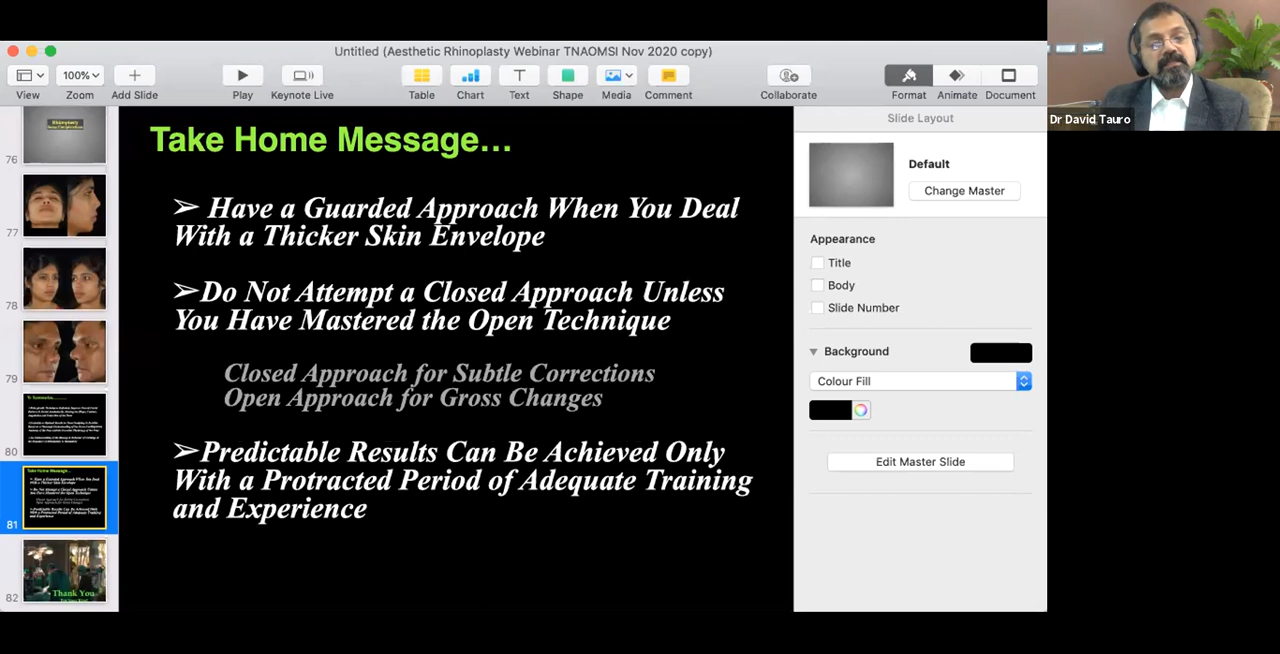 Untitled (Aesthetic Rhinoplasty Webinar TNAOMSI Nov 2020 copy)
100%
View
Zoom
Add Slide
Play
Keynote Live
Table
Chart
Text
Shape
Media
Comment
Collaborate
Format
Animate
Document
Dr David Tauro
76
77
78
79
80
81
82
Take Home Message...
Thank You
Take Home Message…
➢ Have a Guarded Approach When You Deal
With a Thicker Skin Envelope
➢Do Not Attempt a Closed Approach Unless
You Have Mastered the Open Technique
Closed Approach for Subtle Corrections
Open Approach for Gross Changes
➢Predictable Results Can Be Achieved Only
With a Protracted Period of Adequate Training
and Experience
Slide Layout
Default
Change Master
Appearance
Title
Body
Slide Number
Background
Colour Fill
Edit Master Slide